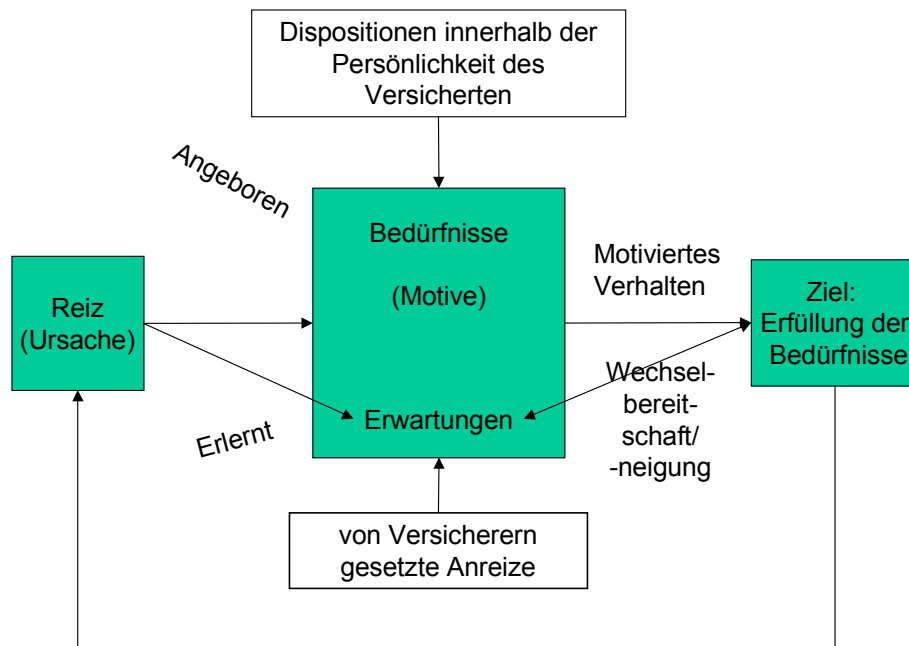 Dispositionen innerhalb der
Persönlichkeit des
Versicherten
Angeboren
Bedürfnisse
(Motive)
Erwartungen
Reiz
(Ursache)
Erlernt
Motiviertes
Verhalten
Wechsel-
bereit-
schaft/
-neigung
Ziel:
Erfüllung der
Bedürfnisse
von Versicherern
gesetzte Anreize